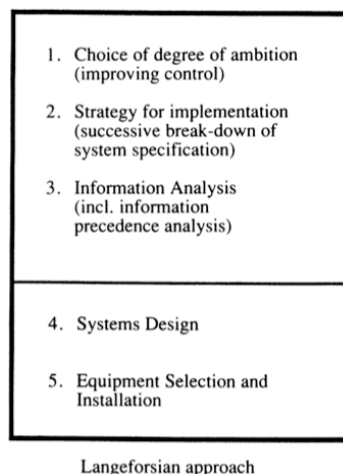 1. Choice of degree of ambition
(improving control)
2. Strategy for implementation
(successive break-down of
system specification)
3. Information Analysis
(incl. information
precedence analysis)
4. Systems Design
5. Equipment Selection and
Installation
Langeforsian approach